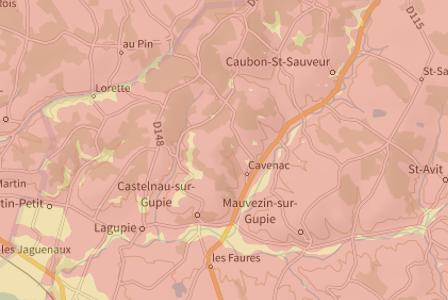 D115
au Pin
Caubon-St-Sauveur
St-Sa
Lorette
D148
Cavenac
St-Avit
Martin
Castelnau-sur-
Gupie
tin-Petit
Mauvezin-sur-
Gupie
Lagupie
les Jaguenaux
les Faures